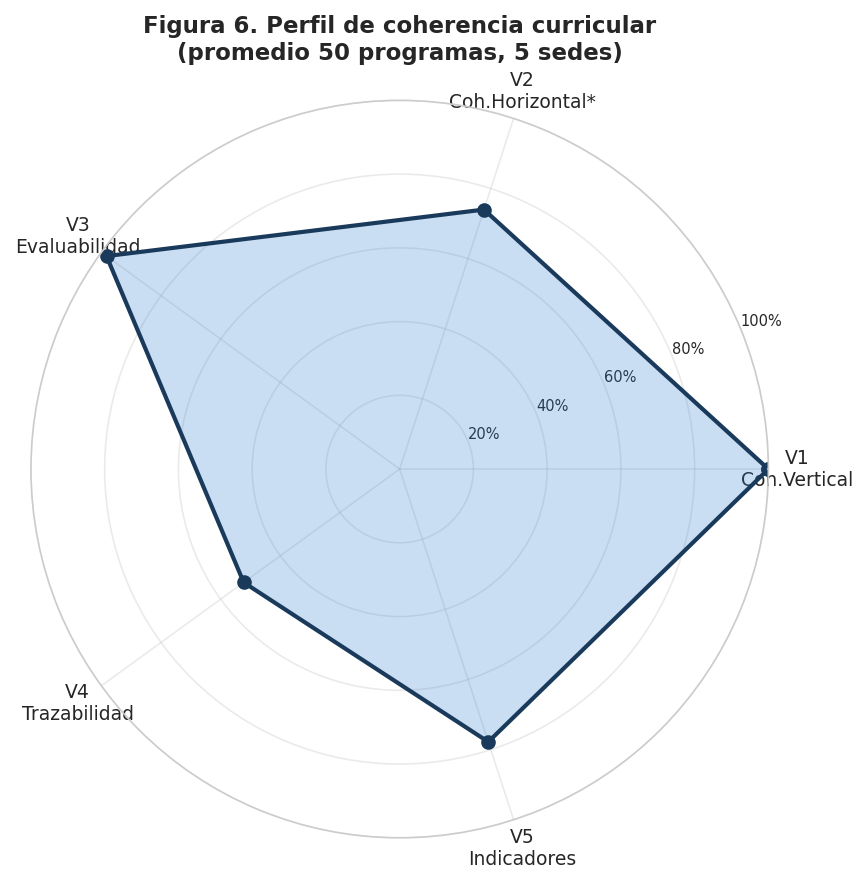 Figura 6. Perfil de coherencia curricular
(promedio 50 programas, 5 sedes)
V2
Coh.Horizontal*
V3
Evaluabilidad
100%
80%
60%
40%
20%
V1
Coh.Vertical
V4
Trazabilidad
V5
Indicadores